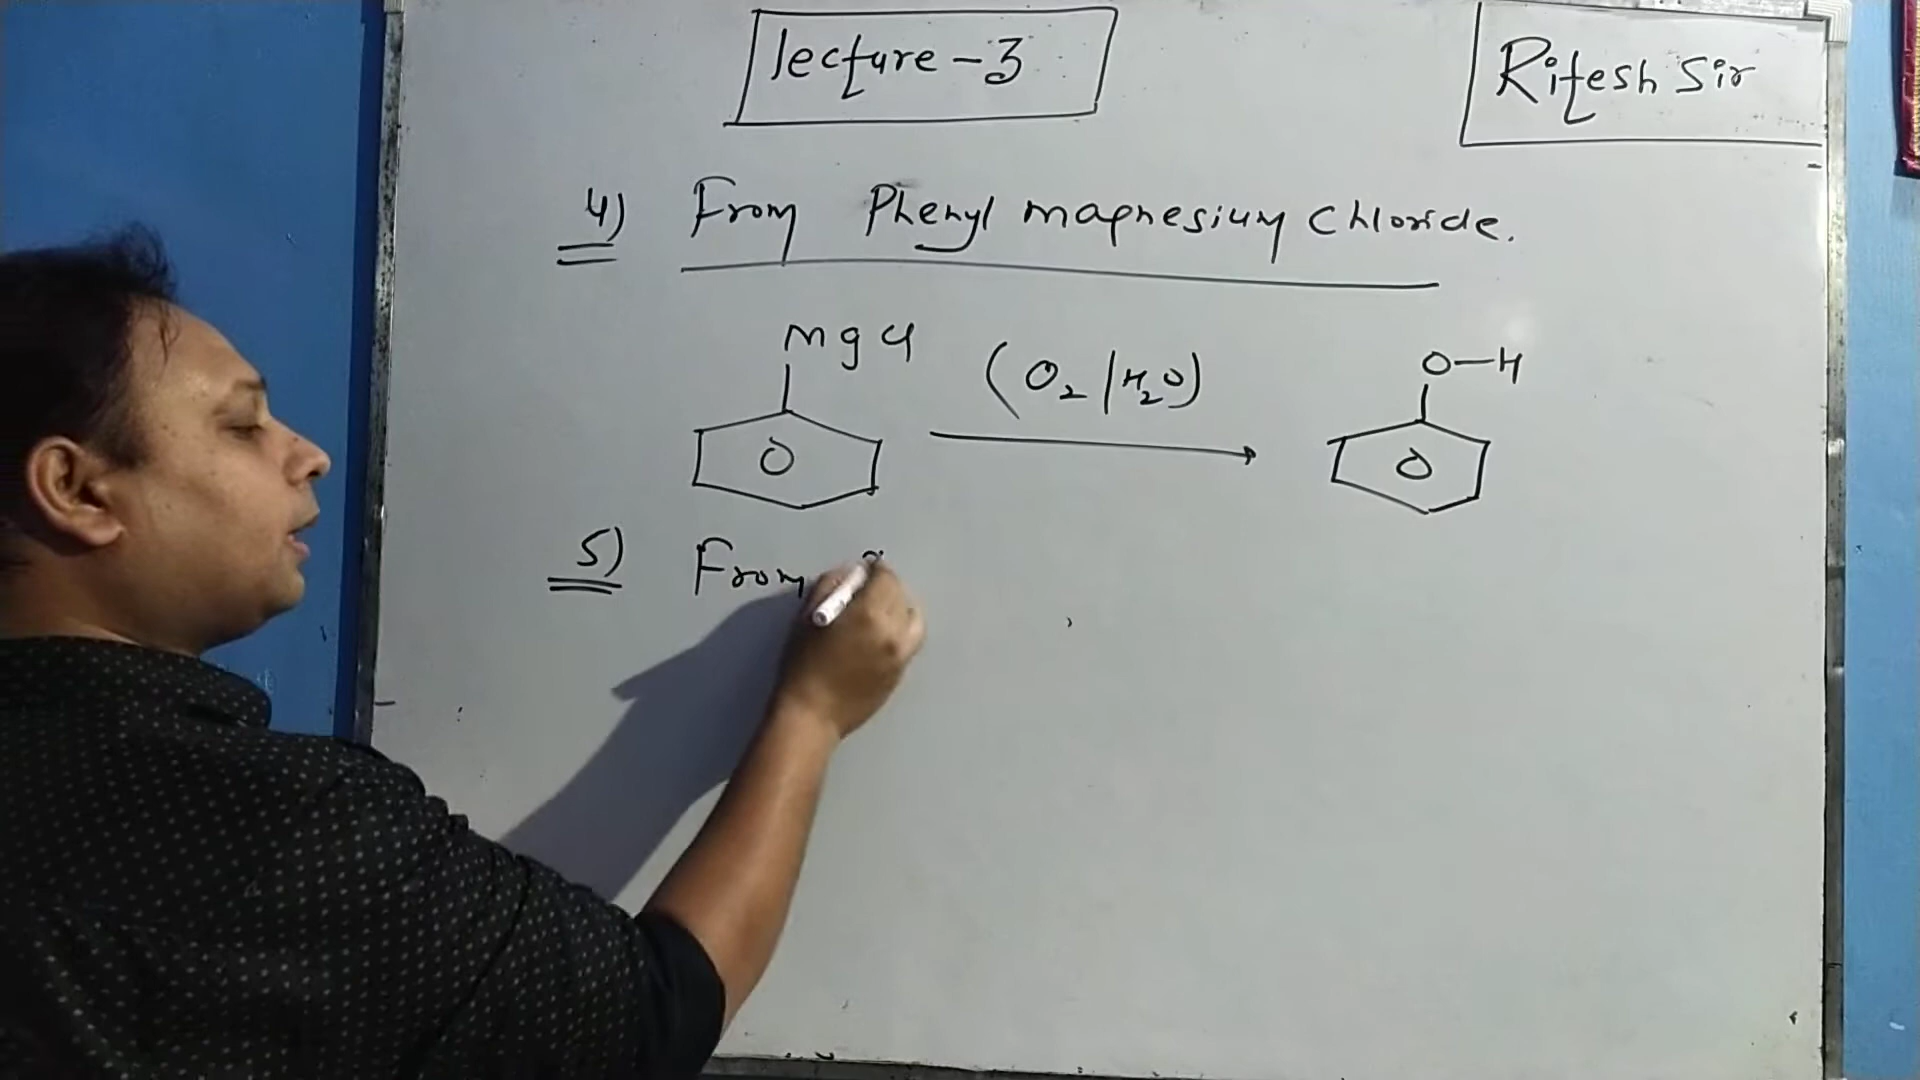 lecture - 3
Ritesh Sir
4) From Phenyl magnesium Chloride.
MgCl
(O2/H2O)
O-H
5) From